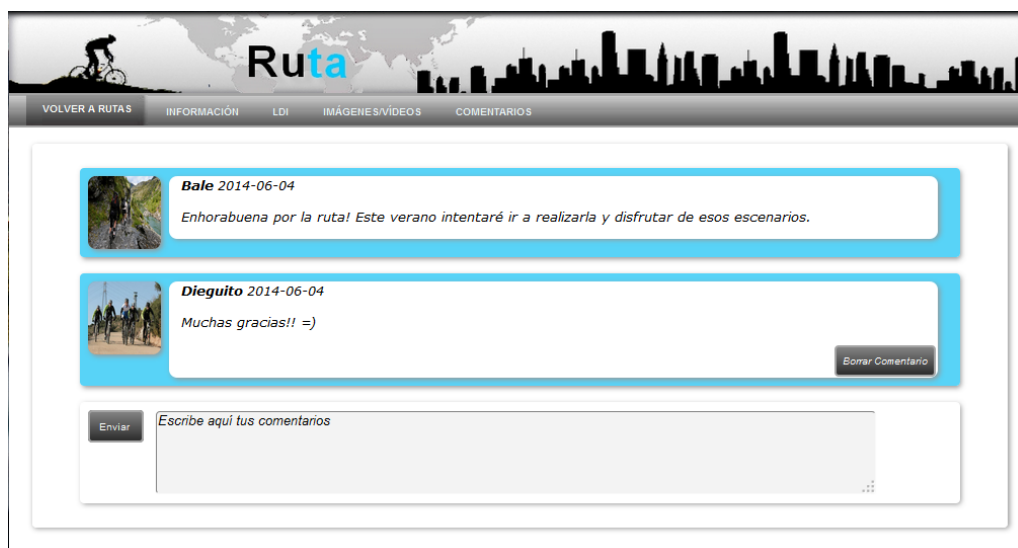 Ruta
VOLVER A RUTAS INFORMACIÓN LDI IMÁGENES/VÍDEOS COMENTARIOS
Bale 2014-06-04
Enhorabuena por la ruta! Este verano intentaré ir a realizarla y disfrutar de esos escenarios.
Dieguito 2014-06-04
Muchas gracias!! =)
Borrar Comentario
Enviar Escribe aquí tus comentarios